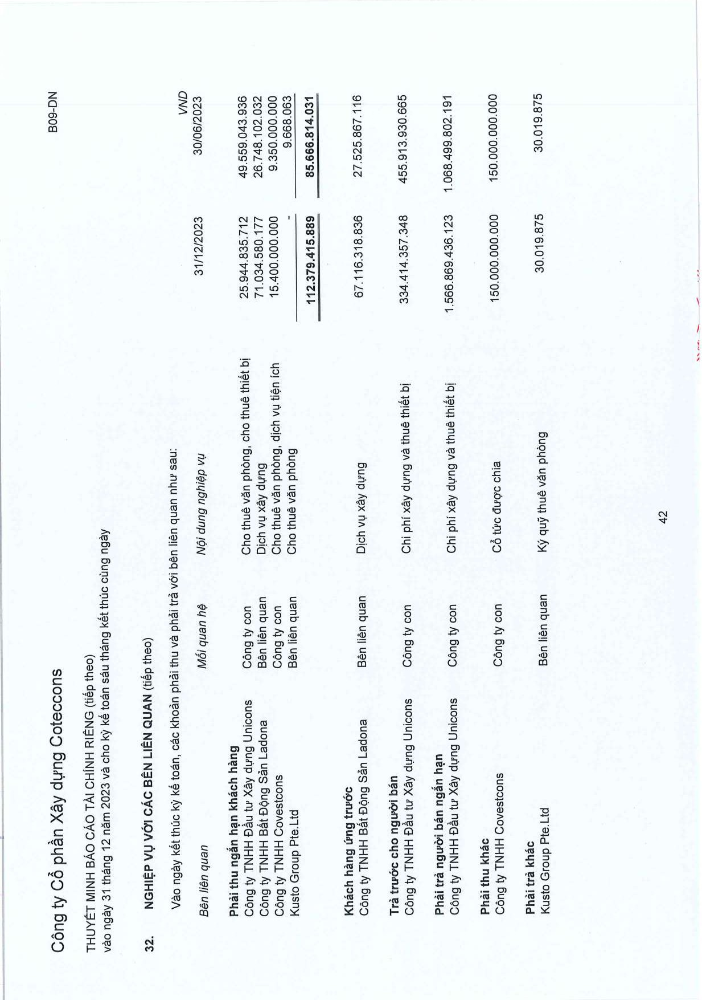 Công ty Cổ phần Xây dựng Coteccons B09-DN
THUYẾT MINH BÁO CÁO TÀI CHÍNH RIÊNG (tiếp theo)
vào ngày 31 tháng 12 năm 2023 và cho kỳ kế toán sáu tháng kết thúc cùng ngày
32. NGHIỆP VỤ VỚI CÁC BÊN LIÊN QUAN (tiếp theo)
Vào ngày kết thúc kỳ kế toán, các khoản phải thu và phải trả với bên liên quan như sau:
VND
Bên liên quan Mối quan hệ Nội dung nghiệp vụ 31/12/2023 30/06/2023
Phải thu ngắn hạn khách hàng
Công ty TNHH Đầu tư Xây dựng Unicons Công ty con Cho thuê văn phòng, cho thuê thiết bị 25.944.835.712 49.559.043.936
Công ty TNHH Bất Động Sản Ladona Bên liên quan Dịch vụ xây dựng 71.034.580.177 26.748.102.032
Công ty TNHH Covestcons Công ty con Cho thuê văn phòng, dịch vụ tiện ích 15.400.000.000 9.350.000.000
Kusto Group Pte.Ltd Bên liên quan Cho thuê văn phòng - 9.668.063
112.379.415.889 85.666.814.031
Khách hàng ứng trước
Công ty TNHH Bất Động Sản Ladona Bên liên quan Dịch vụ xây dựng 67.116.318.836 27.525.867.116
Trả trước cho người bán
Công ty TNHH Đầu tư Xây dựng Unicons Công ty con Chi phí xây dựng và thuê thiết bị 334.414.357.348 455.913.930.665
Phải trả người bán ngắn hạn
Công ty TNHH Đầu tư Xây dựng Unicons Công ty con Chi phí xây dựng và thuê thiết bị 1.566.869.436.123 1.068.499.802.191
Phải thu khác
Công ty TNHH Covestcons Công ty con Cổ tức được chia 150.000.000.000 150.000.000.000
Phải trả khác
Kusto Group Pte.Ltd Bên liên quan Ký quỹ thuê văn phòng 30.019.875 30.019.875
42